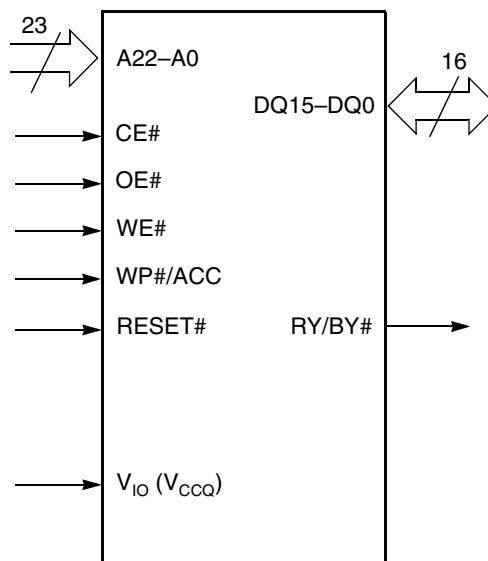 23
A22–A0
16
DQ15–DQ0
CE#
OE#
WE#
WP#/ACC
RESET#
RY/BY#
V_IO (V_CCQ)